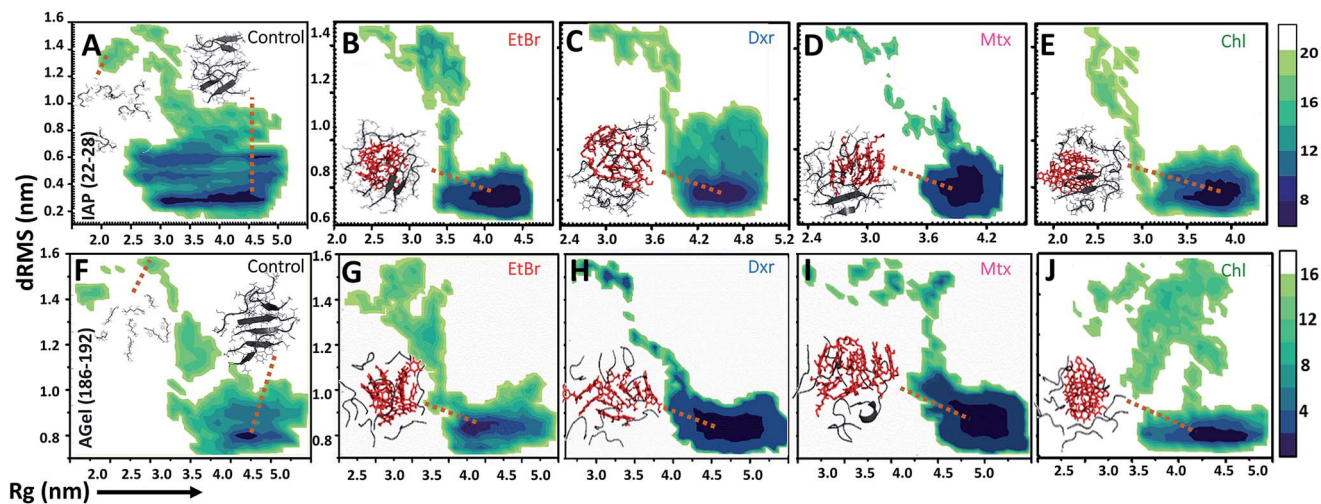 A Control
B EtBr
C Dxr
D Mtx
E Chl
1.6
1.4
1.2
1.0
0.8
0.6
0.4
0.2
IAP (22-28)
1.4
1.2
1.0
0.8
0.6
20
16
12
8
2.0 2.5 3.0 3.5 4.0 4.5 5.0
2.0 2.5 3.0 3.5 4.0 4.5
2.4 3.0 3.6 4.2 4.8 5.2
2.4 3.0 3.6 4.2
2.0 2.5 3.0 3.5 4.0
dRMS (nm)
F Control
G EtBr
H Dxr
I Mtx
J Chl
1.6
1.4
1.2
1.0
0.8
AGel (186-192)
16
12
8
4
2.0 2.5 3.0 3.5 4.0 4.5 5.0
2.5 3.0 3.5 4.0 4.5 5.0
2.5 3.0 3.5 4.0 4.5 5.0
3.0 3.5 4.0 4.5 5.0
2.5 3.0 3.5 4.0 4.5 5.0
Rg (nm)